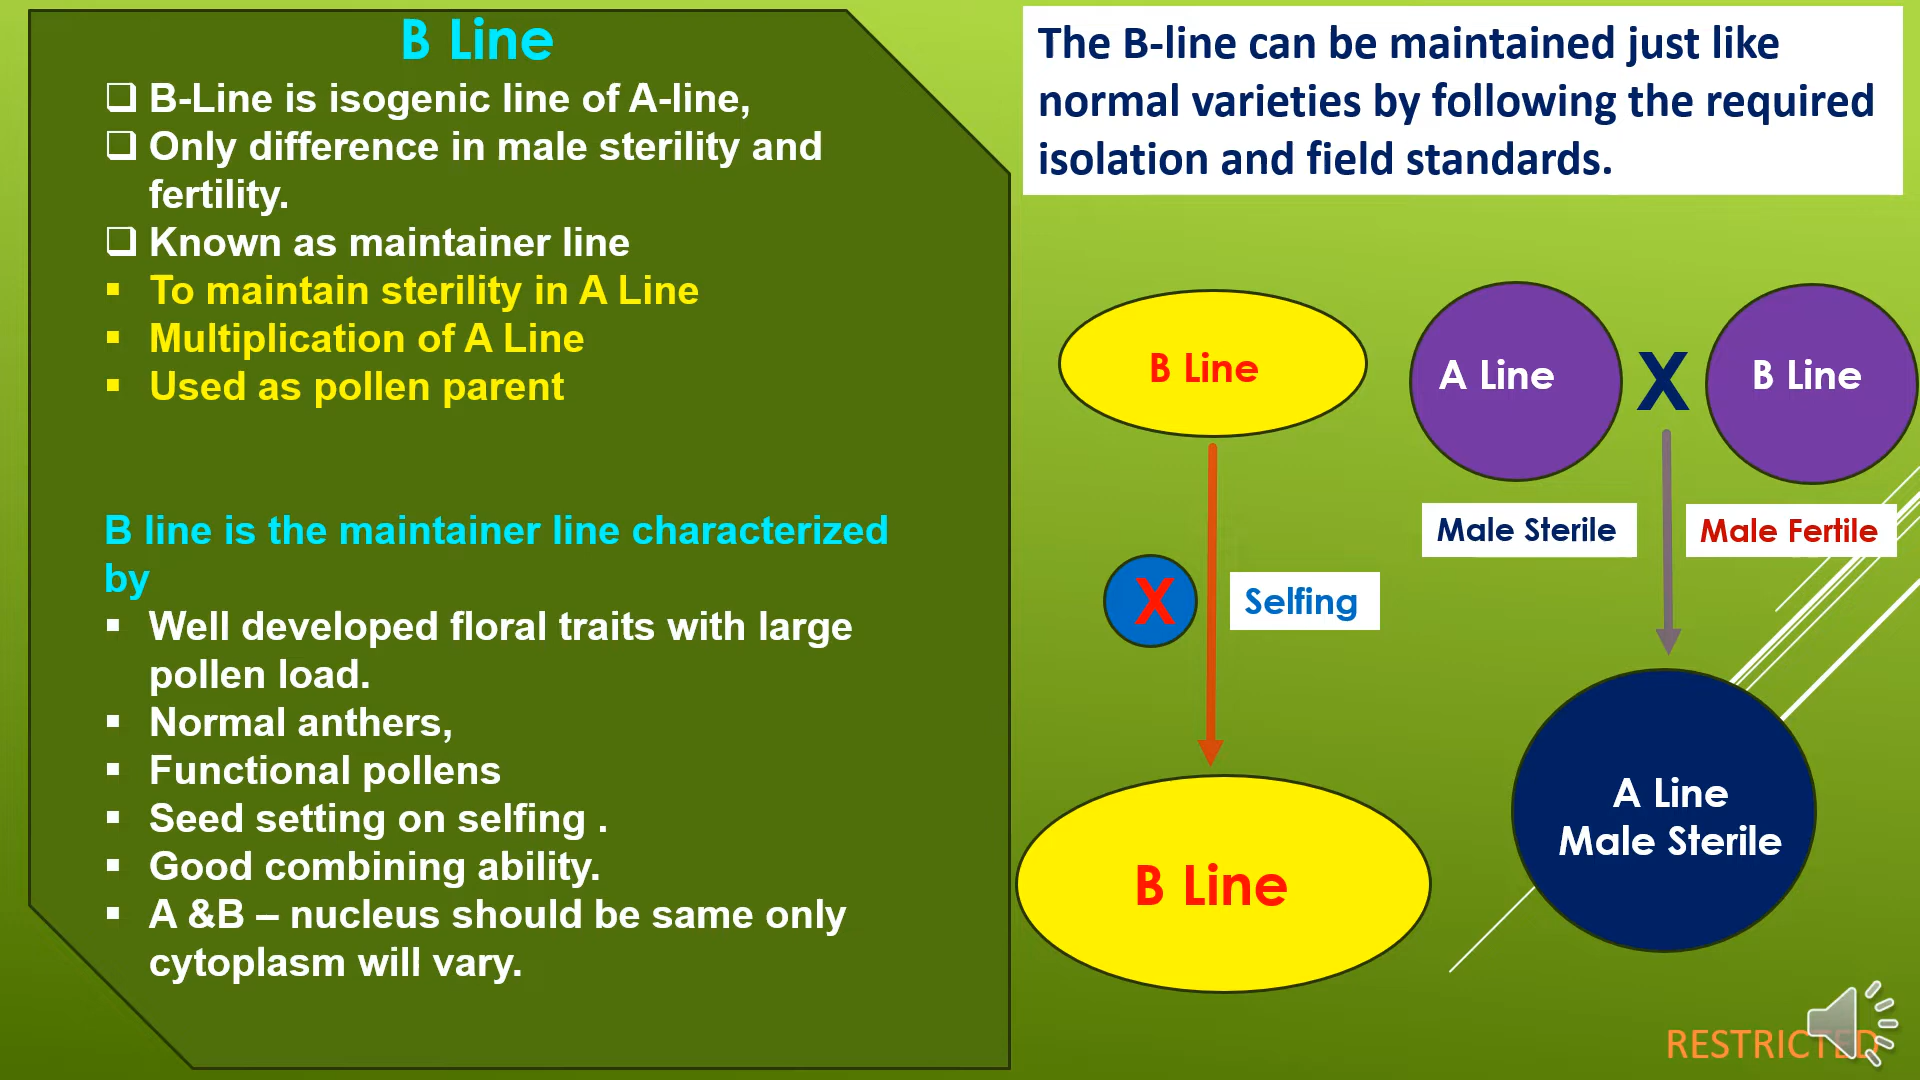 B Line
B-Line is isogenic line of A-line,
Only difference in male sterility and
fertility.
Known as maintainer line
To maintain sterility in A Line
Multiplication of A Line
Used as pollen parent
B line is the maintainer line characterized
by
Well developed floral traits with large
pollen load.
Normal anthers,
Functional pollens
Seed setting on selfing .
Good combining ability.
A &B – nucleus should be same only
cytoplasm will vary.
The B-line can be maintained just like
normal varieties by following the required
isolation and field standards.
B Line
X
Selfing
B Line
A Line
X
B Line
Male Sterile
Male Fertile
A Line
Male Sterile
RESTRICTED